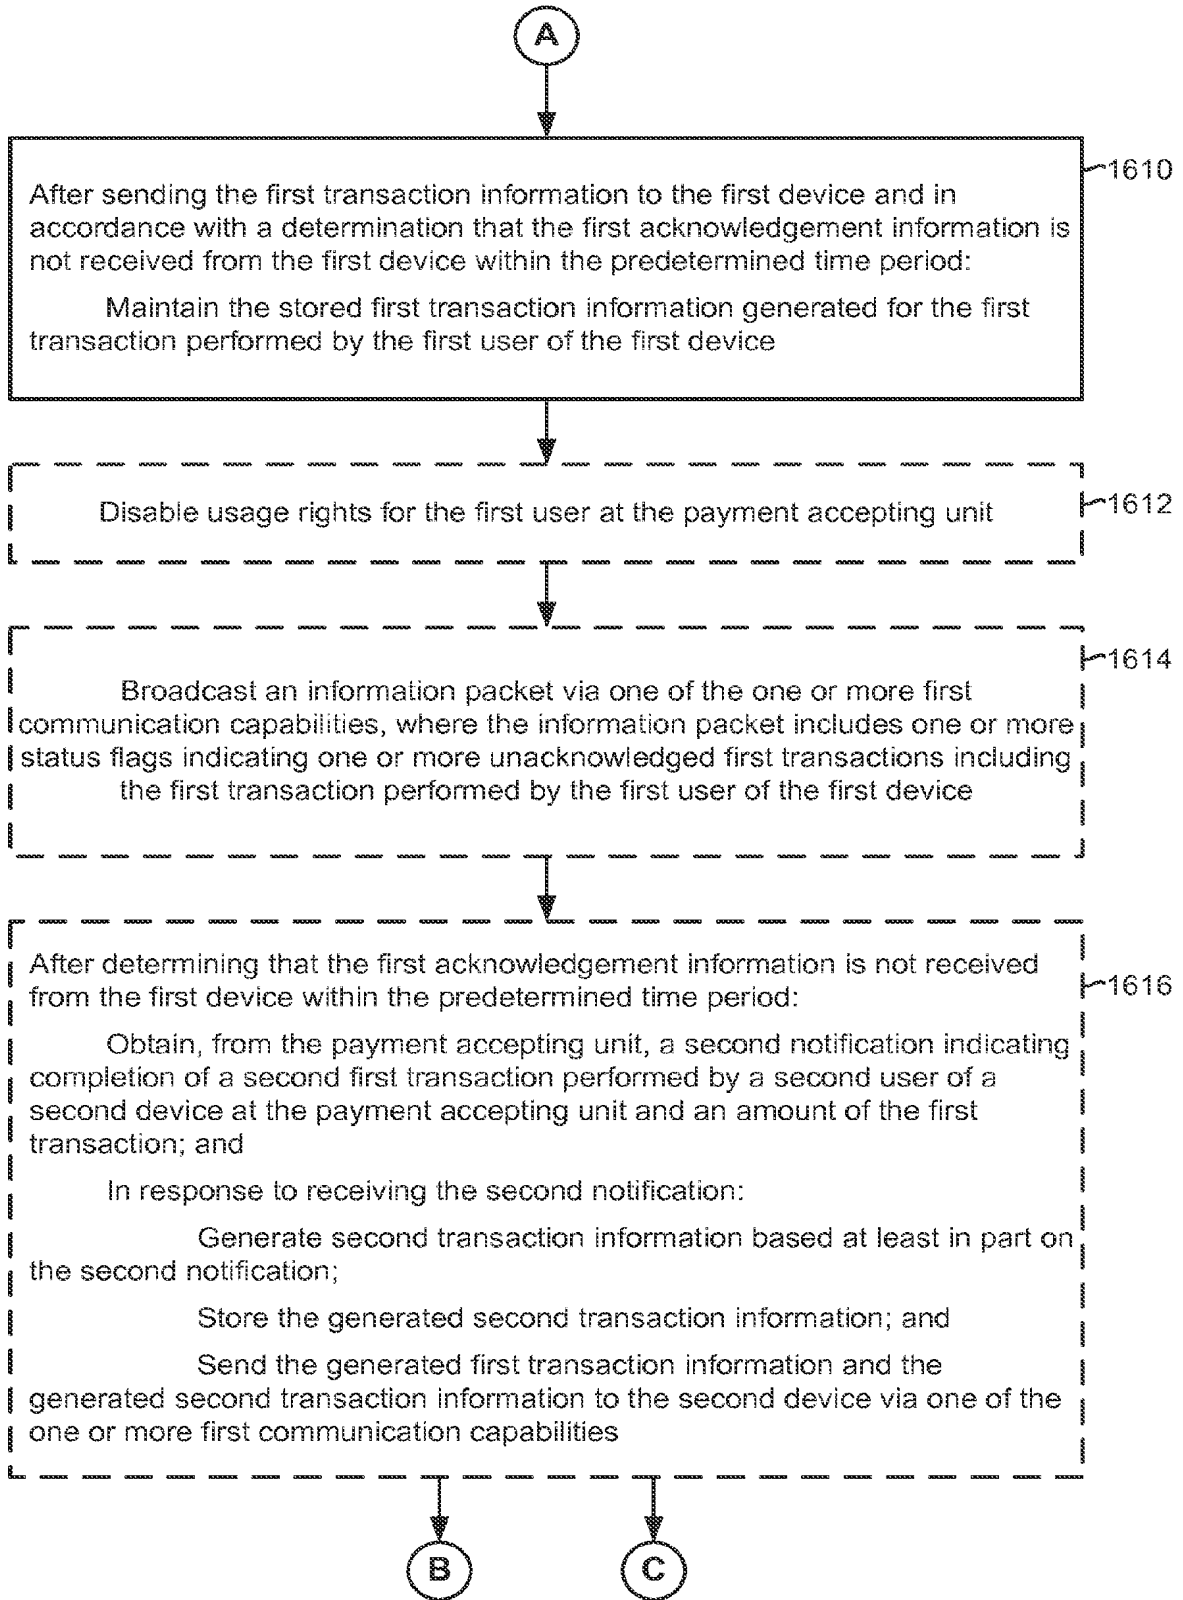 A
1610
After sending the first transaction information to the first device and in
accordance with a determination that the first acknowledgement information is
not received from the first device within the predetermined time period:
Maintain the stored first transaction information generated for the first
transaction performed by the first user of the first device
1612
Disable usage rights for the first user at the payment accepting unit
1614
Broadcast an information packet via one of the one or more first
communication capabilities, where the information packet includes one or more
status flags indicating one or more unacknowledged first transactions including
the first transaction performed by the first user of the first device
1616
After determining that the first acknowledgement information is not received
from the first device within the predetermined time period:
Obtain, from the payment accepting unit, a second notification indicating
completion of a second first transaction performed by a second user of a
second device at the payment accepting unit and an amount of the first
transaction; and
In response to receiving the second notification:
Generate second transaction information based at least in part on
the second notification;
Store the generated second transaction information; and
Send the generated first transaction information and the
generated second transaction information to the second device via one of the
one or more first communication capabilities
B
C